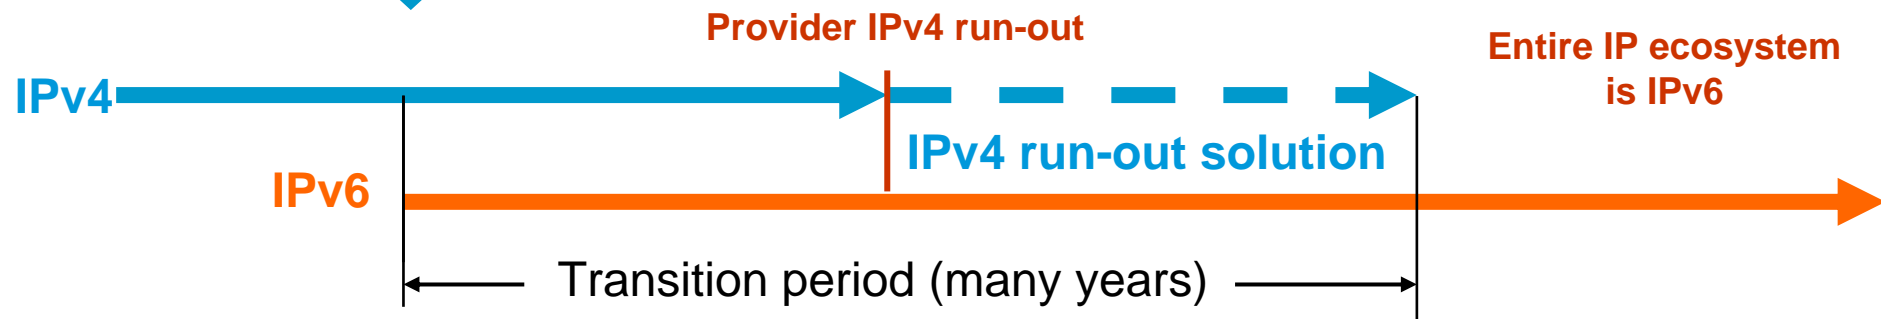 Provider IPv4 run-out
Entire IP ecosystem
is IPv6
IPv4
IPv4 run-out solution
IPv6
Transition period (many years)